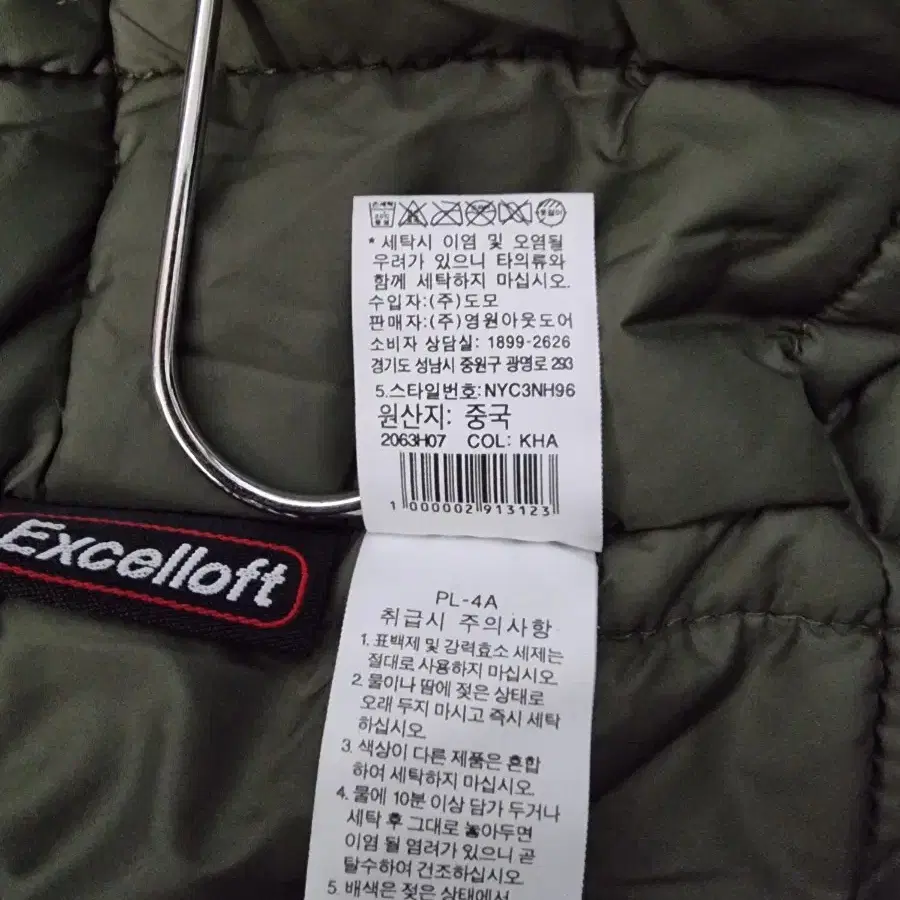 * 세탁시 이염 및 오염될
우려가 있으니 타의류와
함께 세탁하지 마십시오.
수입자:(주)도모
판매자:(주)영원아웃도어
소비자 상담실: 1899-2626
경기도 성남시 중원구 광명로 293
5.스타일번호:NYC3NH96
원산지: 중국
2063H07 COL: KHA
1 000002 913123
Excelloft
PL-4A
취급시 주의사항
1. 표백제 및 강력효소 세제는
절대로 사용하지 마십시오.
2. 물이나 땀에 젖은 상태로
오래 두지 마시고 즉시 세탁
하십시오.
3. 색상이 다른 제품은 혼합
하여 세탁하지 마십시오.
4. 물에 10분 이상 담가 두거나
세탁 후 그대로 놓아두면
이염 될 염려가 있으니 곧
탈수하여 건조하십시오.
5. 배색은 젖은 상태에서